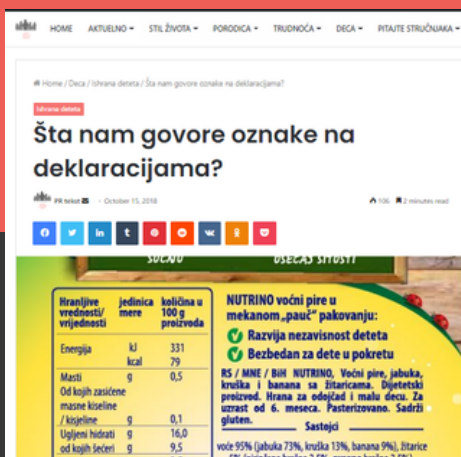 HOME AKTUELNO STIL ŽIVOTA PORODICA TRUDNOĆA DECA PITAJTE STRUČNJAKA
Home / Deca / Ishrana deteta / Šta nam govore oznake na deklaracijama?
Ishrana deteta
Šta nam govore oznake na
deklaracijama?
PR tekst - October 15, 2018 106 2 minutes read
SOČNO OSEĆAJ SITOSTI
Hranljive
vrednosti/
vrijednosti
jedinica
mere
količina u
100 g
proizvoda
Energija kJ 331
kcal 79
Masti g 0,5
Od kojih zasićene
masne kiseline
/ kisjeline g 0,1
Ugljeni hidrati g 16,0
od kojih šećeri g 9,5
NUTRINO voćni pire u
mekanom „pauč" pakovanju:
Razvija nezavisnost deteta
Bezbedan za dete u pokretu
RS / MNE / BiH NUTRINO, Voćni pire, jabuka,
kruška i banana sa žitaricama. Dijetetski
proizvod. Hrana za odojčad i malu decu. Za
uzrast od 6. meseca. Pasterizovano. Sadrži
gluten.
Sastojci
voće 95% (jabuka 73%, kruška 13%, banana 9%), žitarice